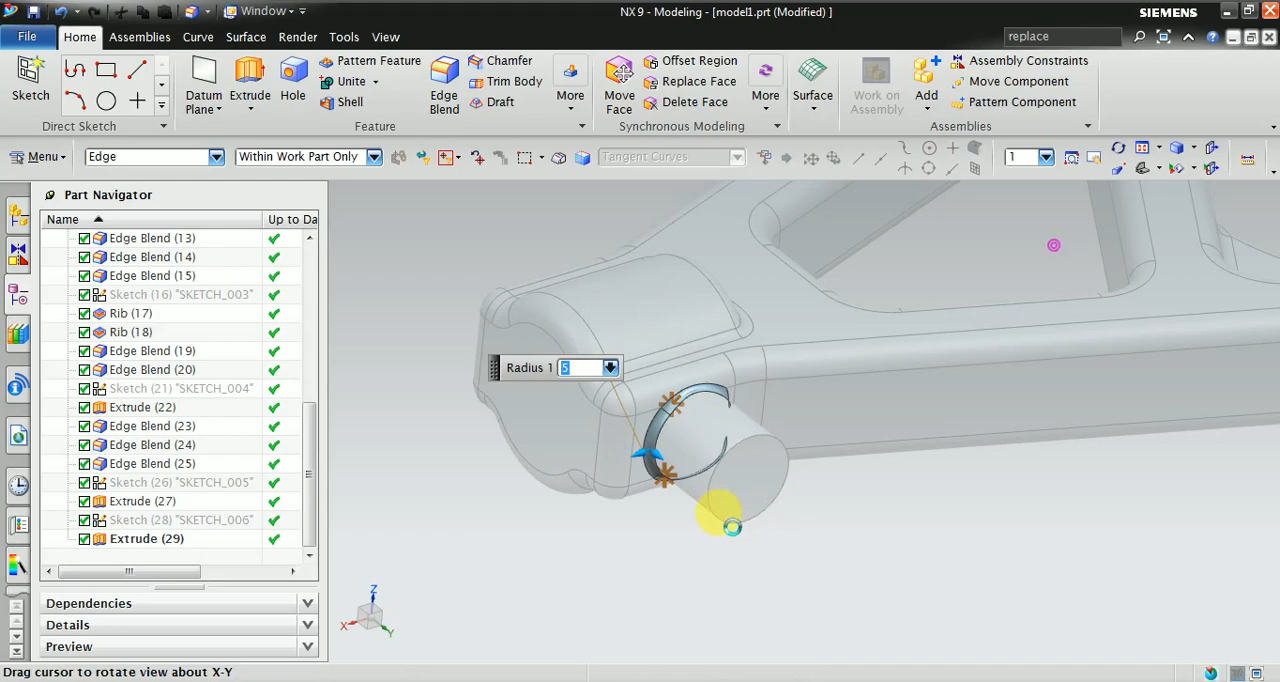 Window
NX 9 - Modeling - [model1.prt (Modified) ]
SIEMENS
File
Home
Assemblies
Curve
Surface
Render
Tools
View
replace
Sketch
Datum Plane
Extrude
Hole
Pattern Feature
Unite
Shell
Edge Blend
Chamfer
Trim Body
Draft
More
Move Face
Offset Region
Replace Face
Delete Face
More
Surface
Work on Assembly
Add
Assembly Constraints
Move Component
Pattern Component
Direct Sketch
Feature
Synchronous Modeling
Assemblies
Menu
Edge
Within Work Part Only
Tangent Curves
1
Part Navigator
Name
Up to Da
Edge Blend (13)
Edge Blend (14)
Edge Blend (15)
Sketch (16) "SKETCH_003"
Rib (17)
Rib (18)
Edge Blend (19)
Edge Blend (20)
Sketch (21) "SKETCH_004"
Extrude (22)
Edge Blend (23)
Edge Blend (24)
Edge Blend (25)
Sketch (26) "SKETCH_005"
Extrude (27)
Sketch (28) "SKETCH_006"
Extrude (29)
Dependencies
Details
Preview
Radius 1 5
Z
X
Y
Drag cursor to rotate view about X-Y